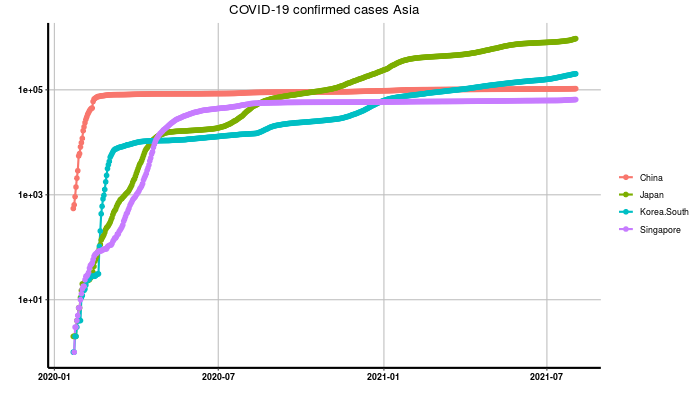 COVID-19 confirmed cases Asia
1e+05
1e+03
1e+01
2020-01
2020-07
2021-01
2021-07
China
Japan
Korea.South
Singapore